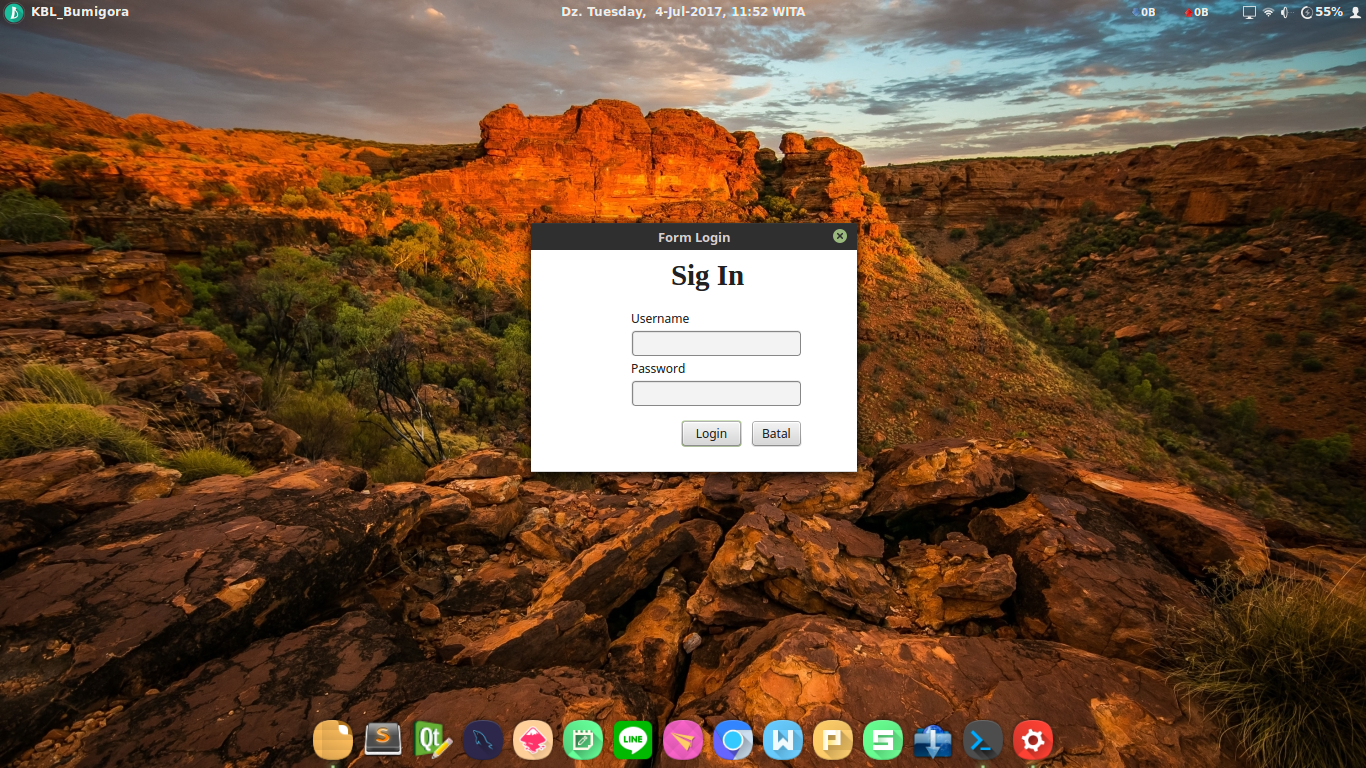 KBL_Bumigora
Dz. Tuesday,  4-Jul-2017, 11:52 WITA
0B
0B
55%
Form Login
Sig In
Username
Password
Login
Batal
S
Qt
LINE
W
P
S